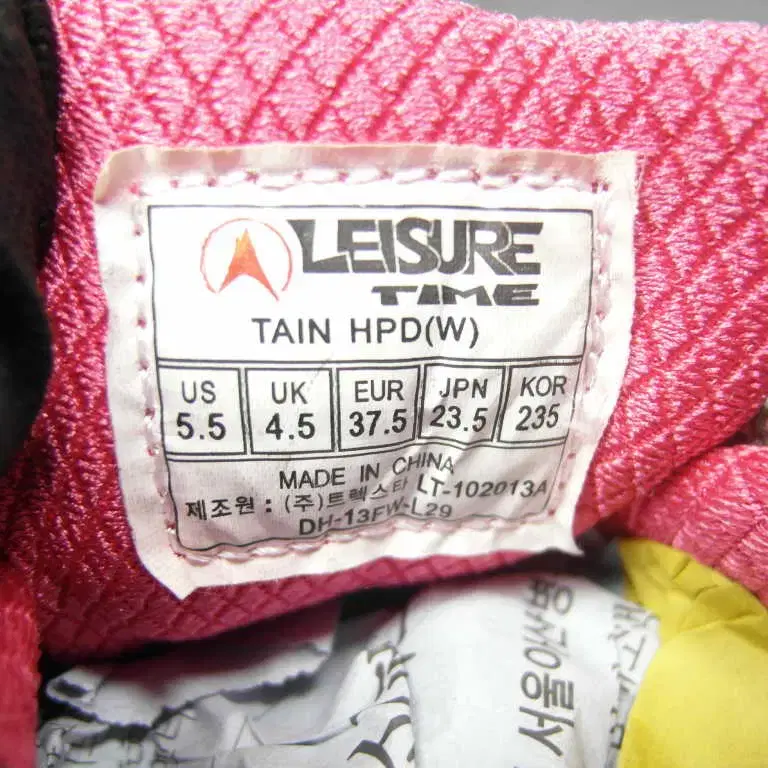 LEISURE
TIME
TAIN HPD(W)
US UK EUR JPN KOR
5.5 4.5 37.5 23.5 235
MADE IN CHINA
제조원 : (주)트렉스타 LT-102013A
DH-13FW-L29